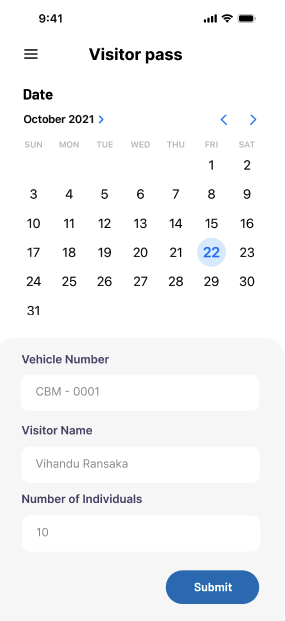 9:41
Visitor pass
Date
October 2021
SUN MON TUE WED THU FRI SAT
1 2
3 4 5 6 7 8 9
10 11 12 13 14 15 16
17 18 19 20 21 22 23
24 25 26 27 28 29 30
31
Vehicle Number
CBM - 0001
Visitor Name
Vihandu Ransaka
Number of Individuals
10
Submit